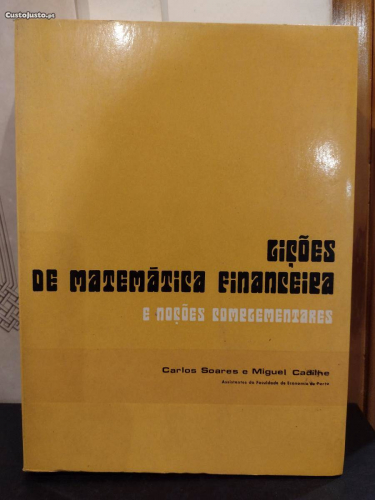 CustoJusto.pt
LIÇÕES
DE MATEMÁTICA FINANCEIRA
E NOÇÕES COMPLEMENTARES
Carlos Soares e Miguel Cadilhe
Assistentes da Faculdade de Economia do Porto